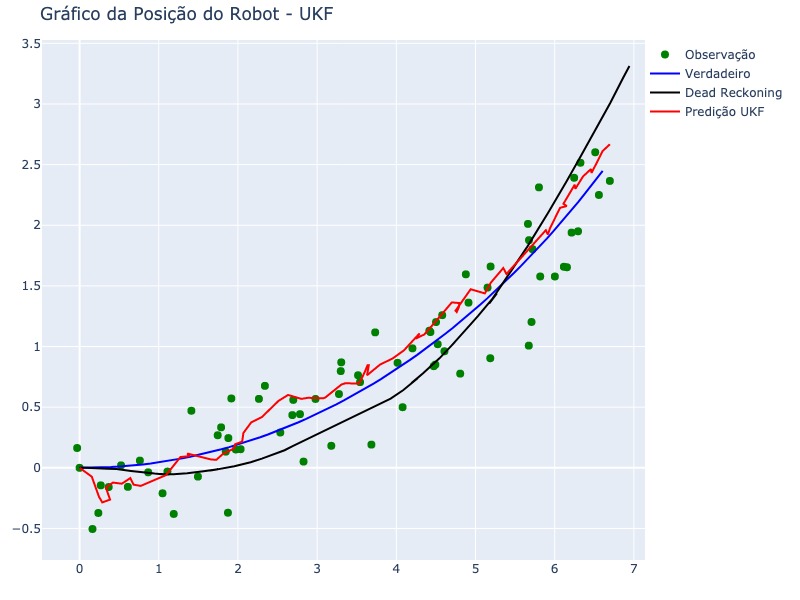 Gráfico da Posição do Robot - UKF
3.5
3
2.5
2
1.5
1
0.5
0
−0.5
0 1 2 3 4 5 6 7
Observação
Verdadeiro
Dead Reckoning
Predição UKF